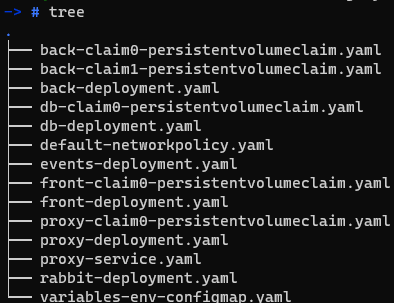 -> # tree
.
├── back-claim0-persistentvolumeclaim.yaml
├── back-claim1-persistentvolumeclaim.yaml
├── back-deployment.yaml
├── db-claim0-persistentvolumeclaim.yaml
├── db-deployment.yaml
├── default-networkpolicy.yaml
├── events-deployment.yaml
├── front-claim0-persistentvolumeclaim.yaml
├── front-deployment.yaml
├── proxy-claim0-persistentvolumeclaim.yaml
├── proxy-deployment.yaml
├── proxy-service.yaml
├── rabbit-deployment.yaml
└── variables-env-configmap.yaml